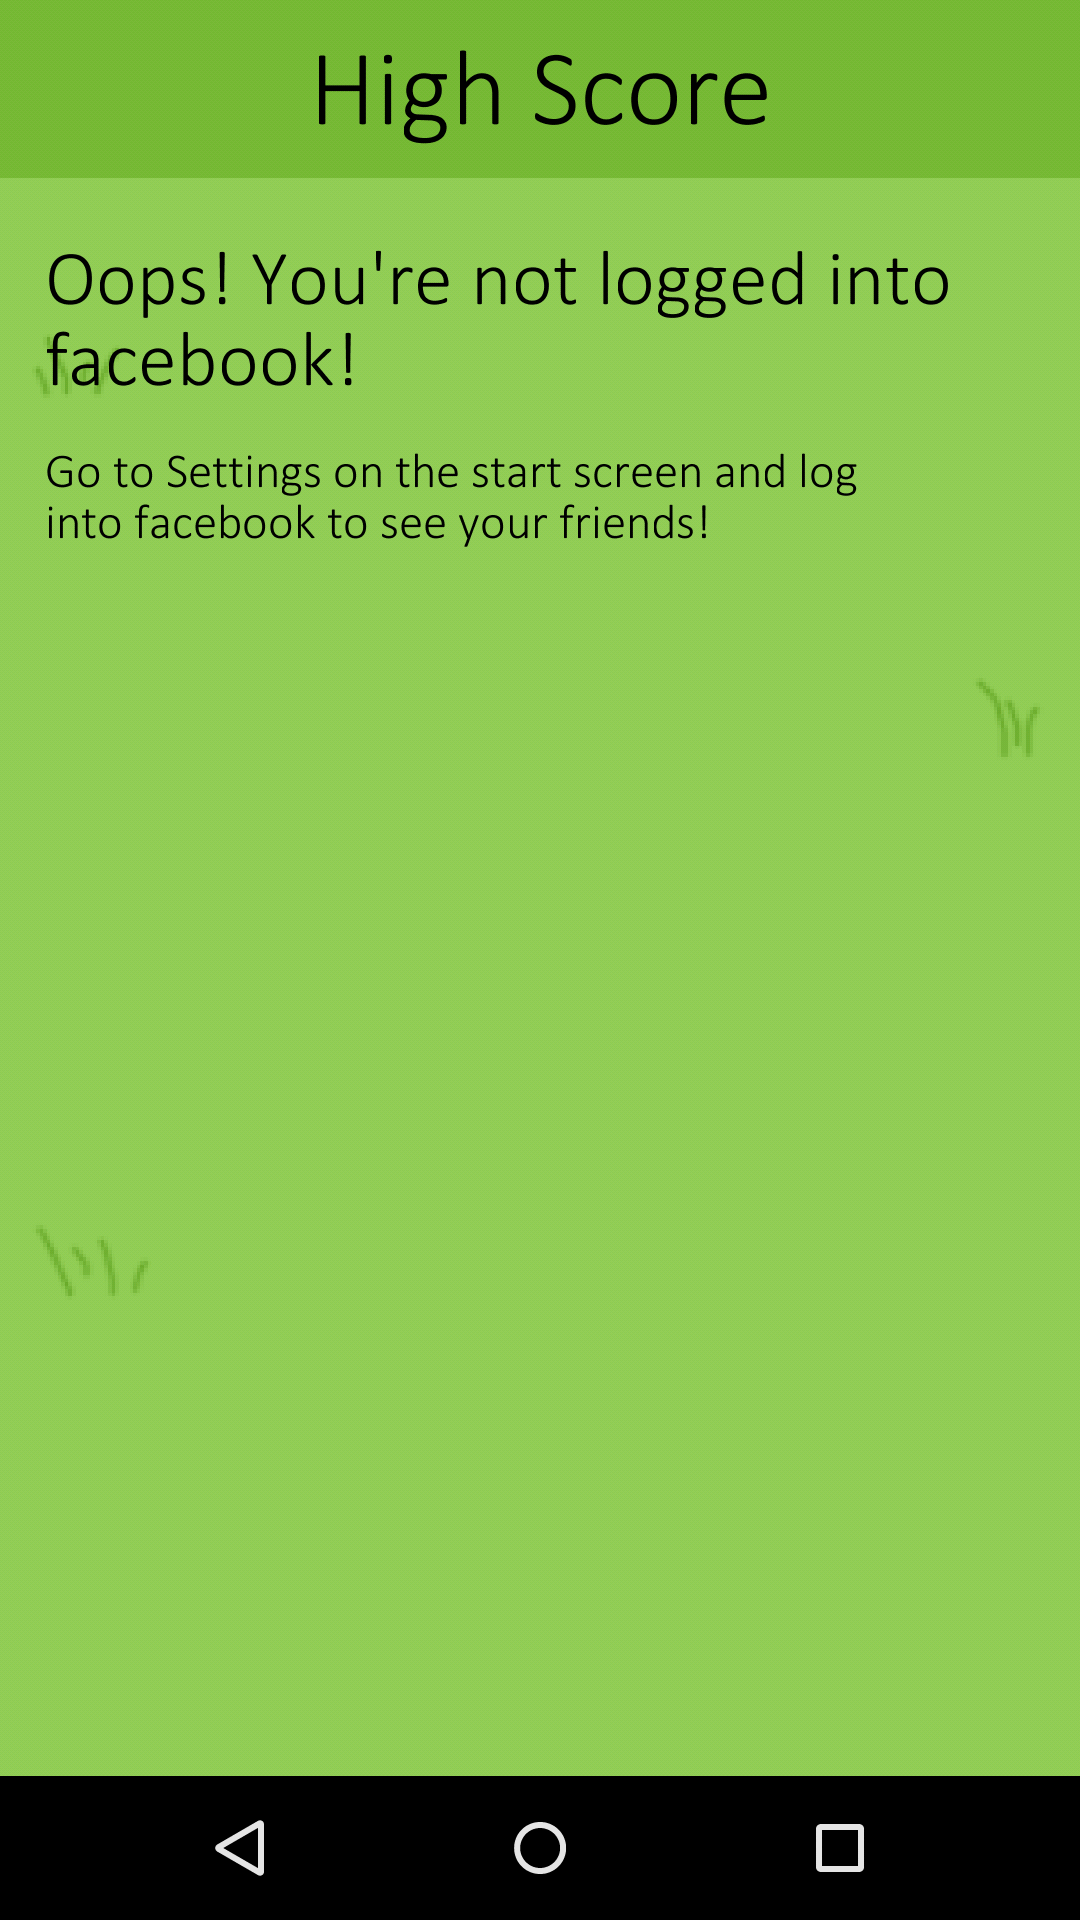 High Score
Oops! You're not logged into
facebook!
Go to Settings on the start screen and log
into facebook to see your friends!